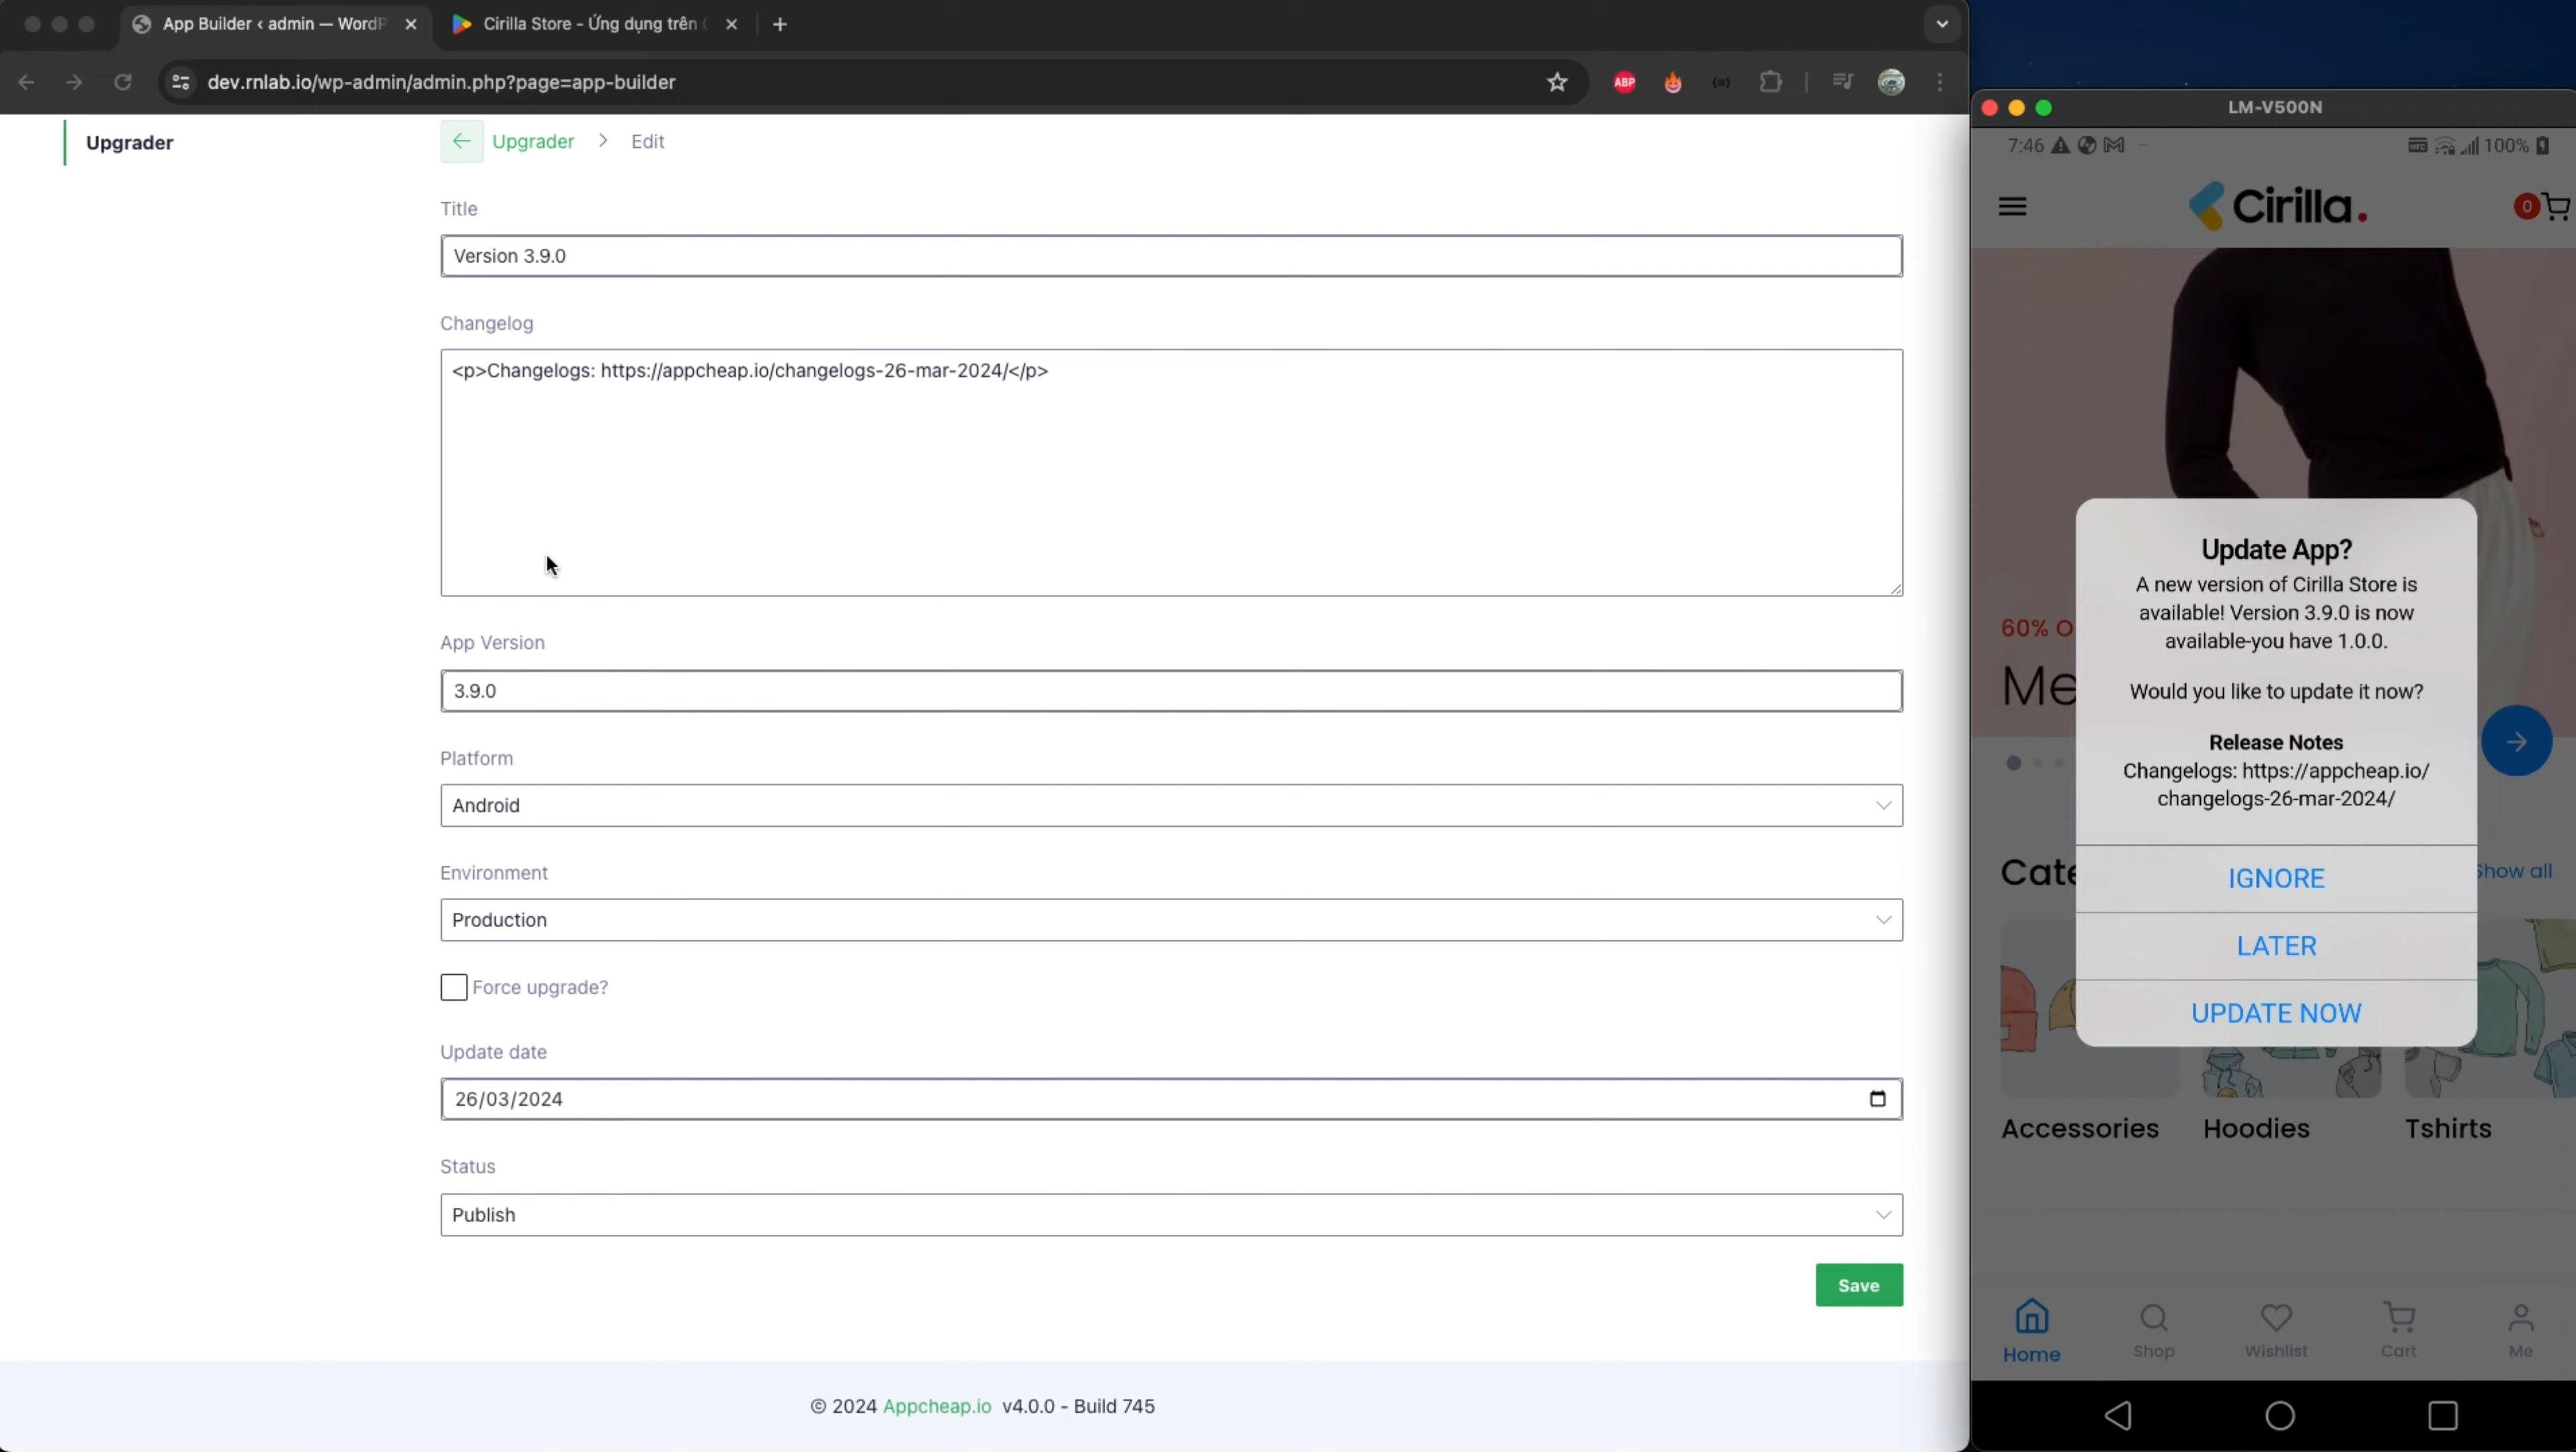 App Builder ‹ admin — WordP
Cirilla Store - Ứng dụng trên
dev.rnlab.io/wp-admin/admin.php?page=app-builder
ABP
Upgrader
Upgrader > Edit
Title
Version 3.9.0
Changelog
<p>Changelogs: https://appcheap.io/changelogs-26-mar-2024/</p>
App Version
3.9.0
Platform
Android
Environment
Production
Force upgrade?
Update date
26/03/2024
Status
Publish
Save
© 2024 Appcheap.io v4.0.0 - Build 745
LM-V500N
7:46
100%
Cirilla.
0
60% O
Me
Update App?
A new version of Cirilla Store is
available! Version 3.9.0 is now
available-you have 1.0.0.
Would you like to update it now?
Release Notes
Changelogs: https://appcheap.io/
changelogs-26-mar-2024/
IGNORE
LATER
UPDATE NOW
Cate
Show all
Accessories
Hoodies
Tshirts
Home
Shop
Wishlist
Cart
Me